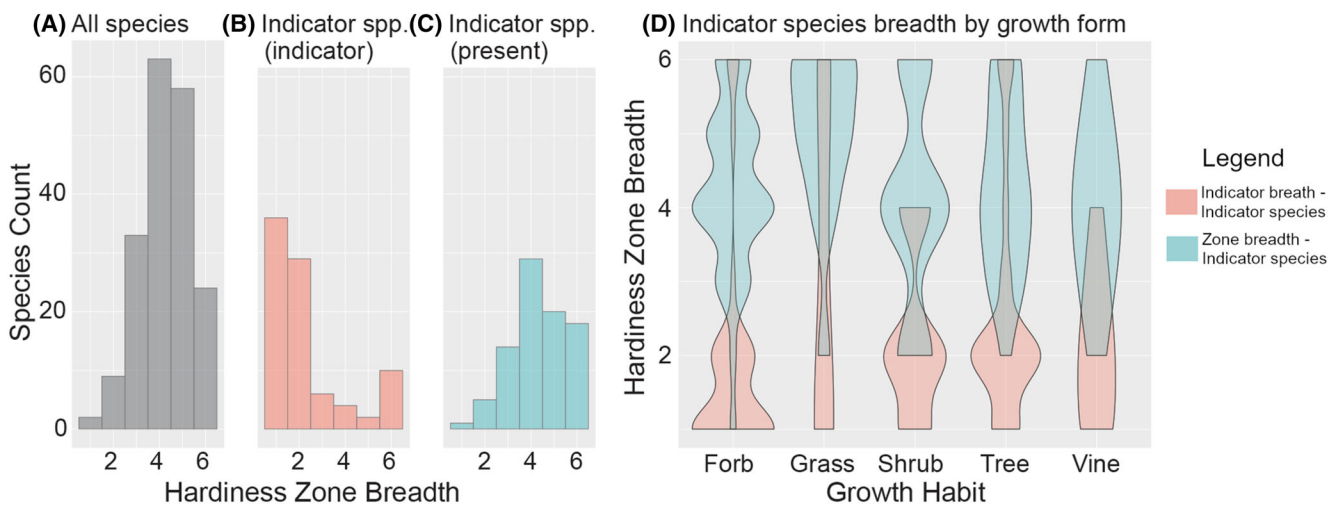 (A) All species
(B) Indicator spp.
(indicator)
(C) Indicator spp.
(present)
(D) Indicator species breadth by growth form
Species Count
60
40
20
0
2 4 6
2 4 6
2 4 6
Hardiness Zone Breadth
Hardiness Zone Breadth
6
4
2
Forb Grass Shrub Tree Vine
Growth Habit
Legend
Indicator breath -
Indicator species
Zone breadth -
Indicator species